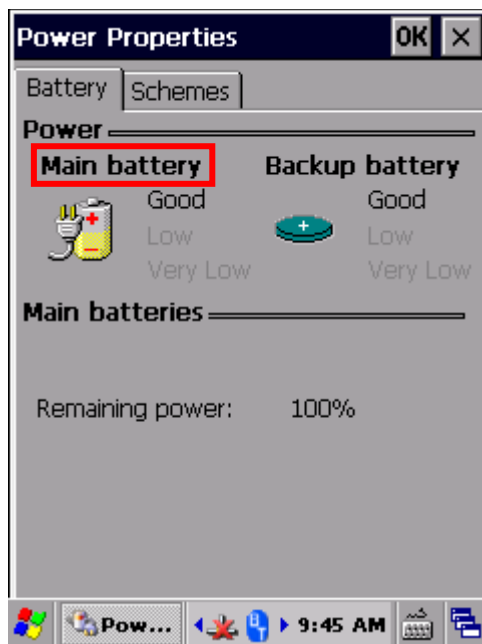 Power Properties OK ×
Battery Schemes
Power
Main battery Backup battery
Good Good
Low Low
Very Low Very Low
Main batteries
Remaining power: 100%
Pow... 9:45 AM